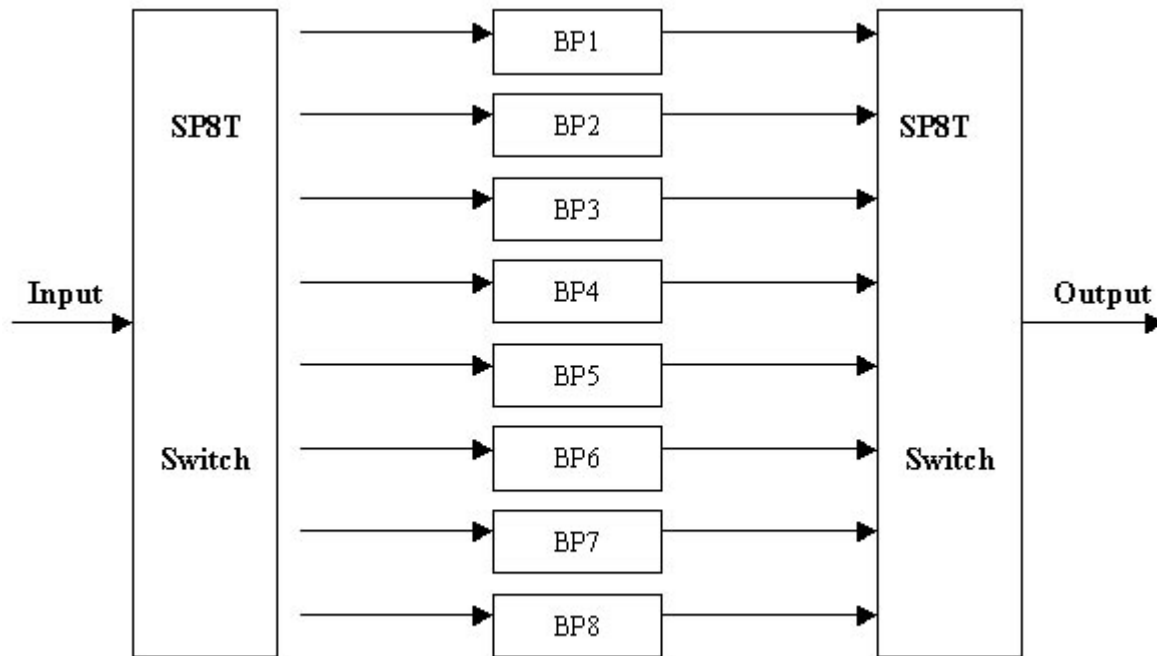 BP1
BP2
SP8T
SP8T
BP3
Input
BP4
Output
BP5
Switch
BP6
Switch
BP7
BP8